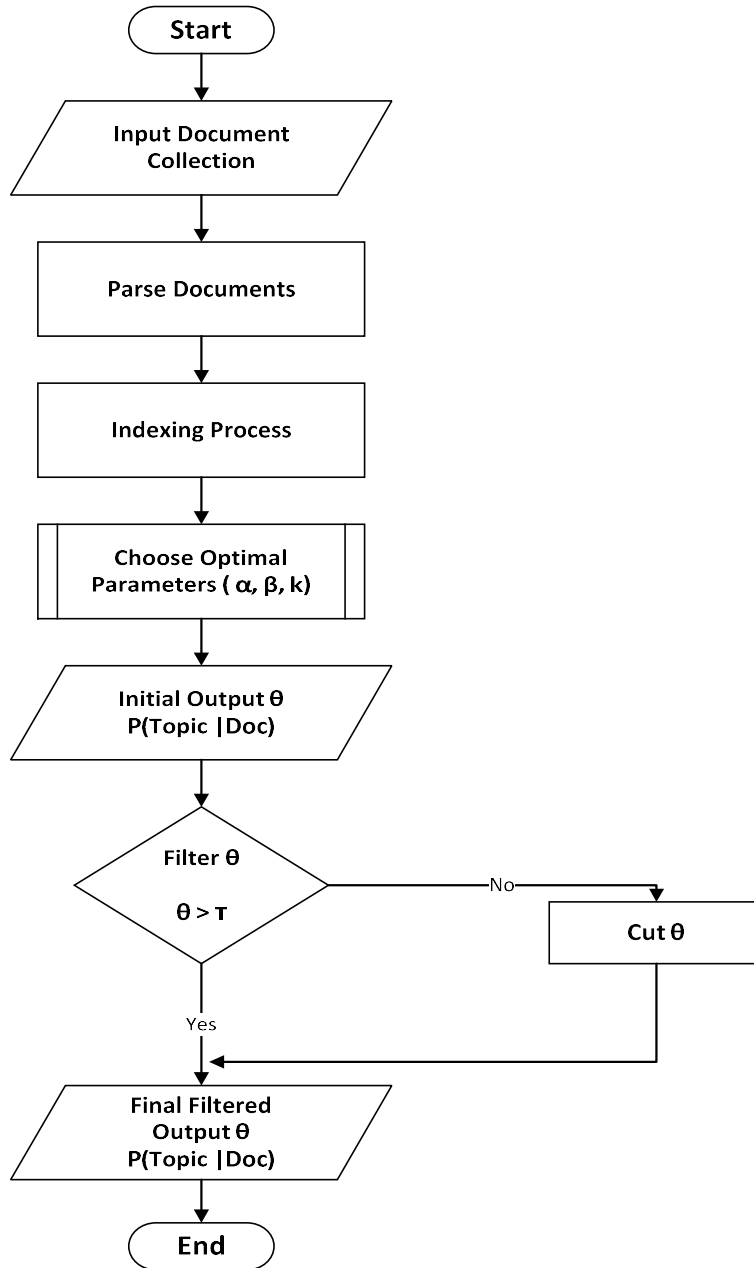 Start
Input Document
Collection
Parse Documents
Indexing Process
Choose Optimal
Parameters ( α, β, k)
Initial Output θ
P(Topic |Doc)
Filter θ
θ > τ
No
Cut θ
Yes
Final Filtered
Output θ
P(Topic |Doc)
End